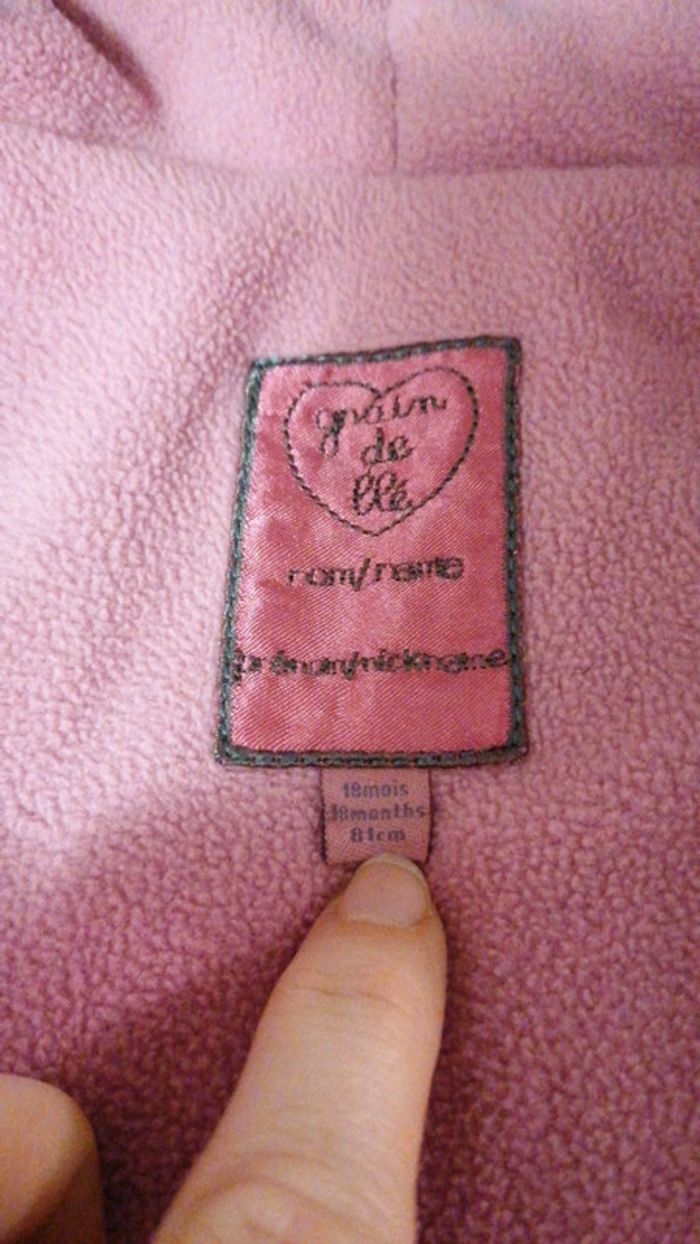 grain
de
blé
nom/name
prénom/nickname
18mois
18months
81cm